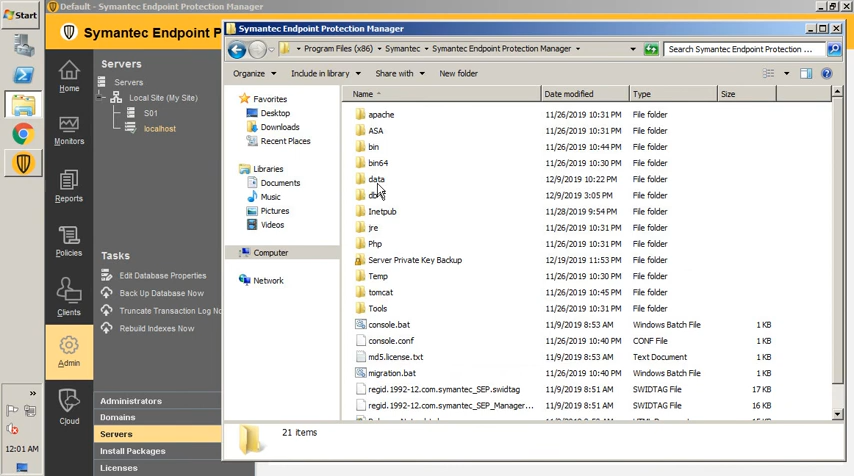 Start
Default - Symantec Endpoint Protection Manager
Symantec Endpoint P
Home
Monitors
Reports
Policies
Clients
Admin
Cloud
12:01 AM
Servers
Servers
Local Site (My Site)
S01
localhost
Tasks
Edit Database Properties
Back Up Database Now
Truncate Transaction Log No
Rebuild Indexes Now
Administrators
Domains
Servers
Install Packages
Licenses
Symantec Endpoint Protection Manager
Program Files (x86) Symantec Symantec Endpoint Protection Manager
Search Symantec Endpoint Protection ...
Organize Include in library Share with New folder
Favorites
Desktop
Downloads
Recent Places
Libraries
Documents
Music
Pictures
Videos
Computer
Network
Name Date modified Type Size
apache 11/26/2019 10:31 PM File folder
ASA 11/26/2019 10:31 PM File folder
bin 11/26/2019 10:44 PM File folder
bin64 11/26/2019 10:30 PM File folder
data 12/9/2019 10:22 PM File folder
db 12/9/2019 3:05 PM File folder
Inetpub 11/28/2019 9:54 PM File folder
jre 11/26/2019 10:31 PM File folder
Php 11/26/2019 10:31 PM File folder
Server Private Key Backup 12/19/2019 11:53 PM File folder
Temp 11/26/2019 10:30 PM File folder
tomcat 11/26/2019 10:45 PM File folder
Tools 11/26/2019 10:31 PM File folder
console.bat 11/9/2019 8:53 AM Windows Batch File 1 KB
console.conf 11/26/2019 10:40 PM CONF File 1 KB
md5.license.txt 11/9/2019 8:53 AM Text Document 1 KB
migration.bat 11/26/2019 10:40 PM Windows Batch File 1 KB
regid.1992-12.com.symantec_SEP.swidtag 11/9/2019 8:51 AM SWIDTAG File 17 KB
regid.1992-12.com.symantec_SEP_Manager... 11/9/2019 8:51 AM SWIDTAG File 16 KB
21 items